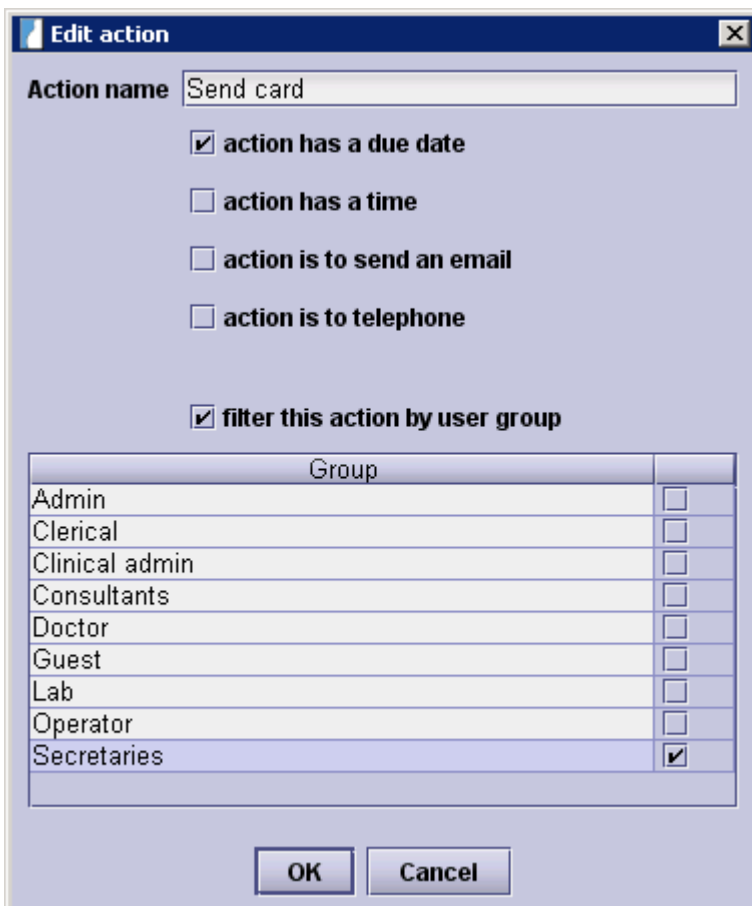 Edit action
Action name Send card
action has a due date
action has a time
action is to send an email
action is to telephone
filter this action by user group
Group
Admin
Clerical
Clinical admin
Consultants
Doctor
Guest
Lab
Operator
Secretaries
OK Cancel